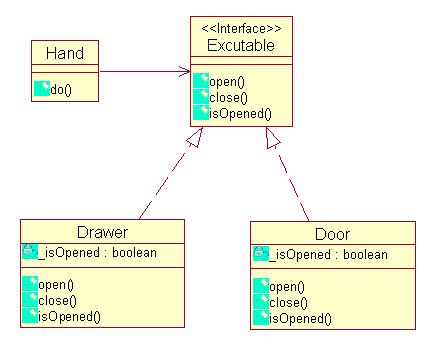 Hand
do()
<<Interface>>
Excutable
open()
close()
isOpened()
Drawer
_isOpened : boolean
open()
close()
isOpened()
Door
_isOpened : boolean
open()
close()
isOpened()